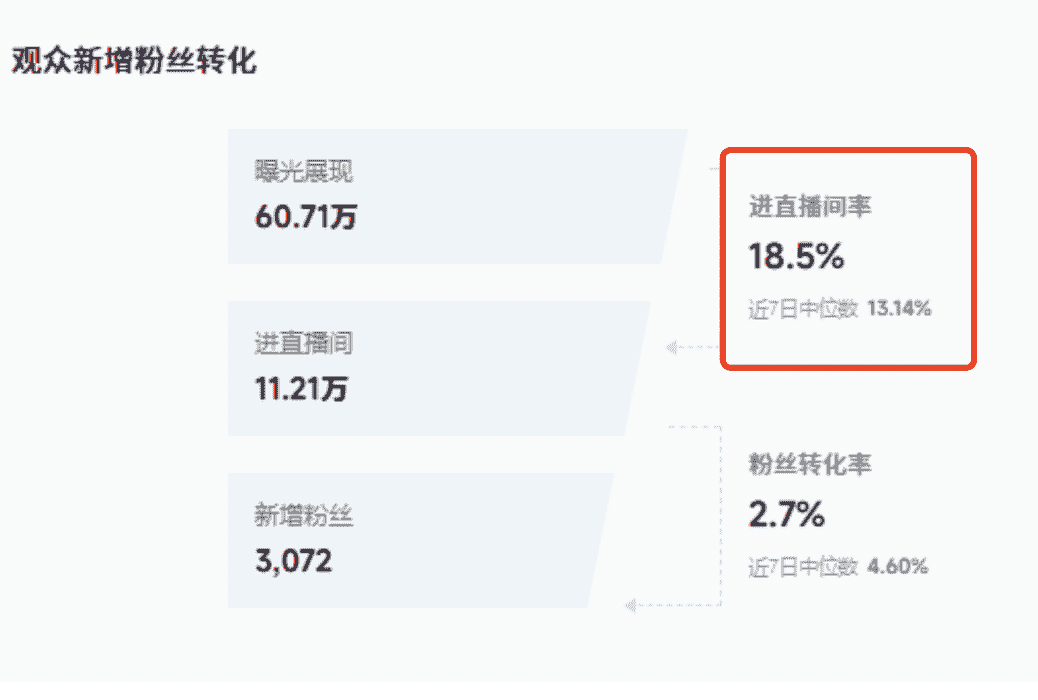 观众新增粉丝转化
曝光展现
60.71万
进直播间率
18.5%
近7日中位数 13.14%
进直播间
11.21万
粉丝转化率
2.7%
近7日中位数 4.60%
新增粉丝
3,072